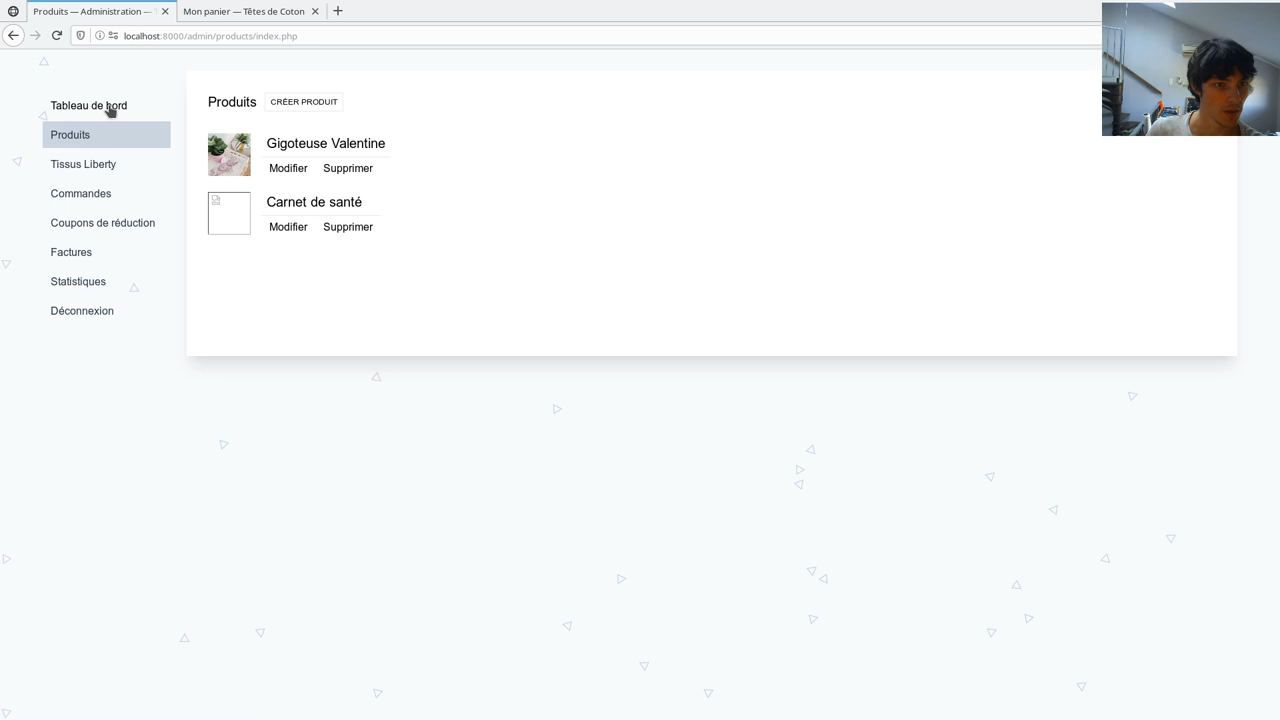 Produits — Administration —
Mon panier — Têtes de Coton
localhost:8000/admin/products/index.php
Tableau de bord
Produits
Tissus Liberty
Commandes
Coupons de réduction
Factures
Statistiques
Déconnexion
Produits CRÉER PRODUIT
Gigoteuse Valentine
Modifier Supprimer
Carnet de santé
Modifier Supprimer